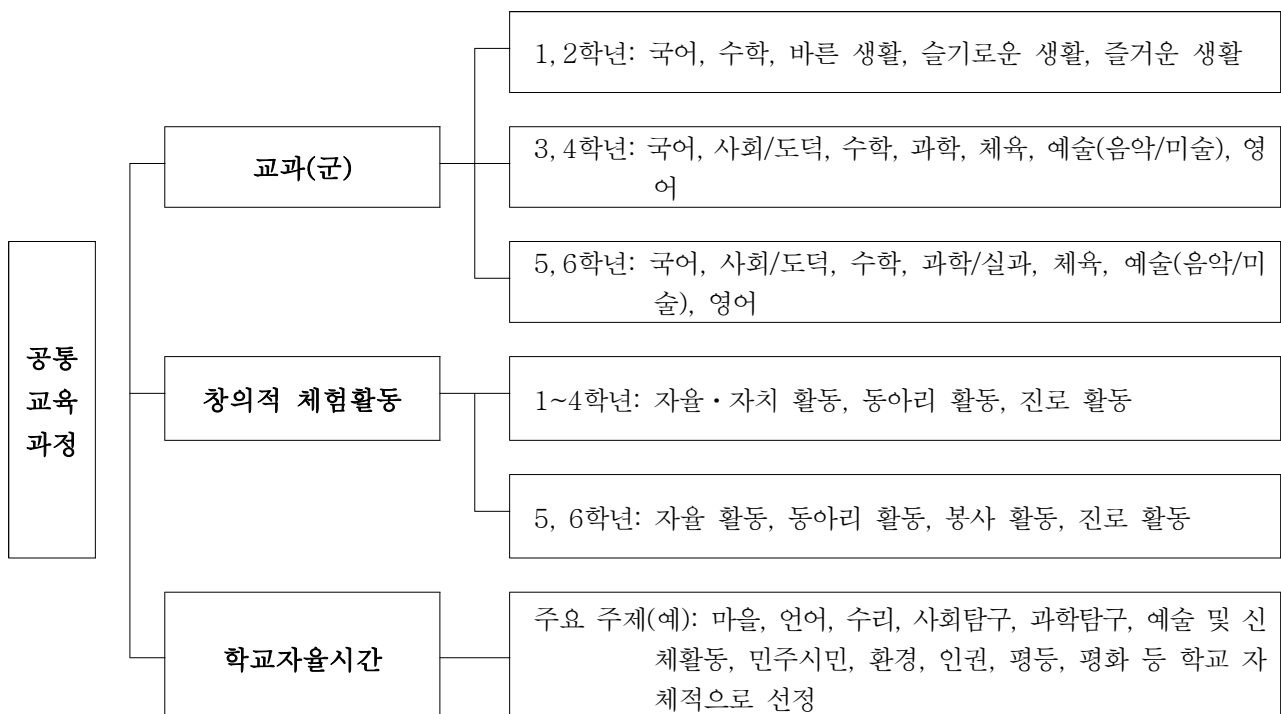 공통
교육
과정
교과(군)
1, 2학년: 국어, 수학, 바른 생활, 슬기로운 생활, 즐거운 생활
3, 4학년: 국어, 사회/도덕, 수학, 과학, 체육, 예술(음악/미술), 영
어
5, 6학년: 국어, 사회/도덕, 수학, 과학/실과, 체육, 예술(음악/미
술), 영어
창의적 체험활동
1~4학년: 자율・자치 활동, 동아리 활동, 진로 활동
5, 6학년: 자율 활동, 동아리 활동, 봉사 활동, 진로 활동
학교자율시간
주요 주제(예): 마을, 언어, 수리, 사회탐구, 과학탐구, 예술 및 신
체활동, 민주시민, 환경, 인권, 평등, 평화 등 학교 자
체적으로 선정